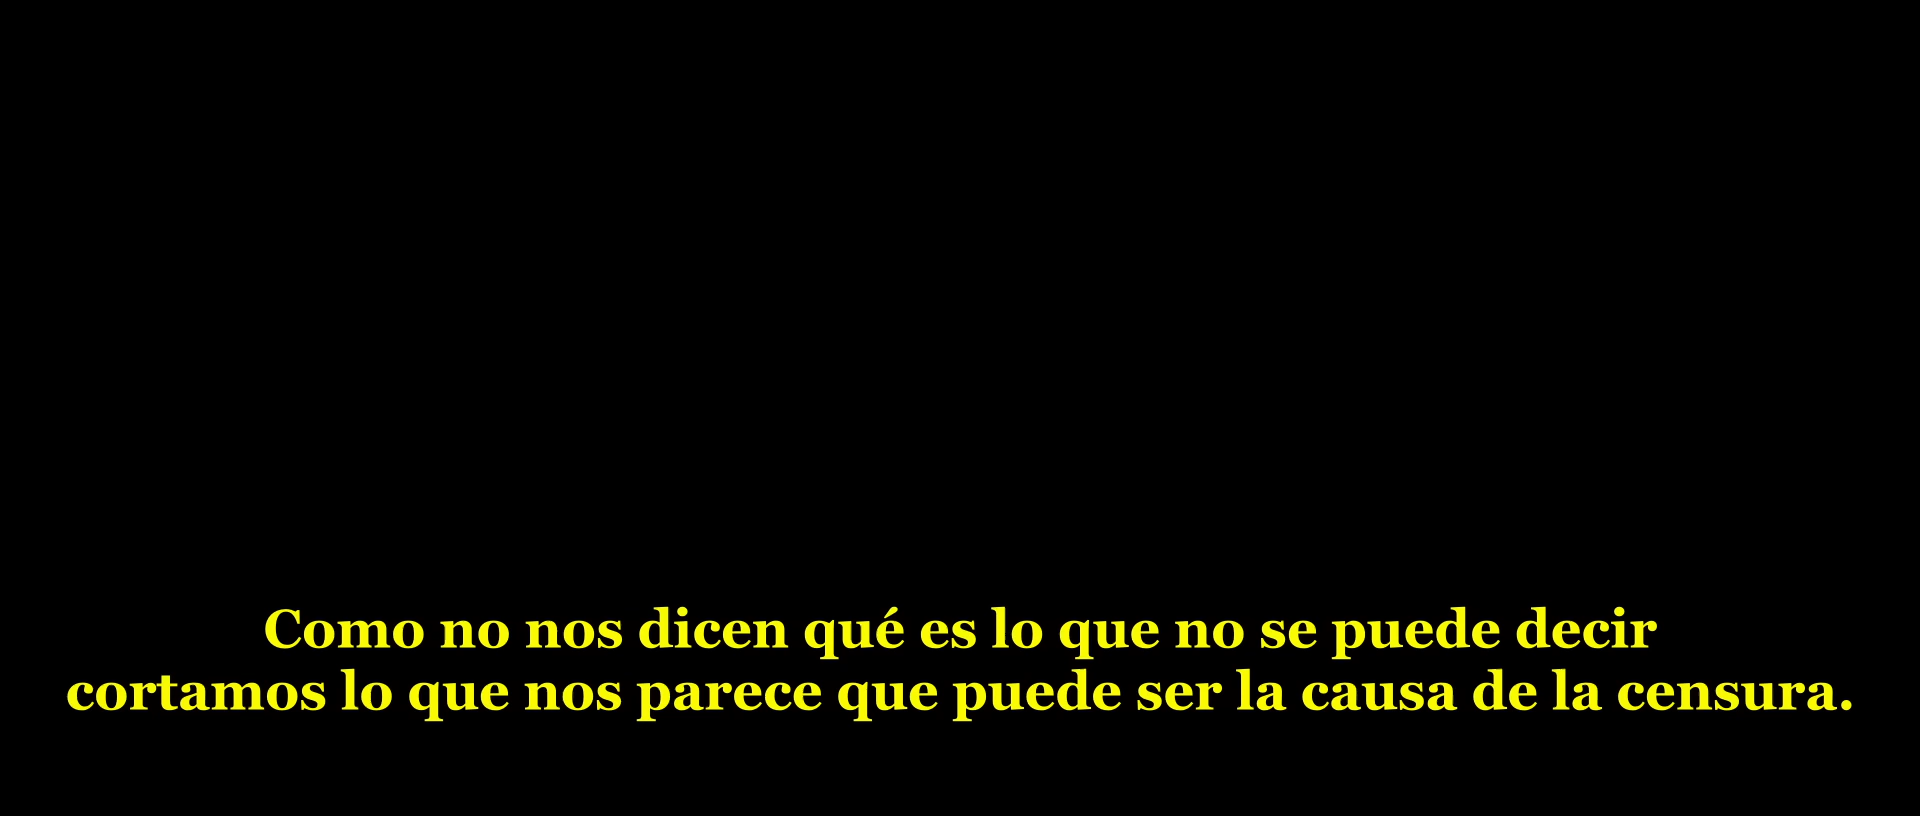 Como no nos dicen qué es lo que no se puede decir
cortamos lo que nos parece que puede ser la causa de la censura.